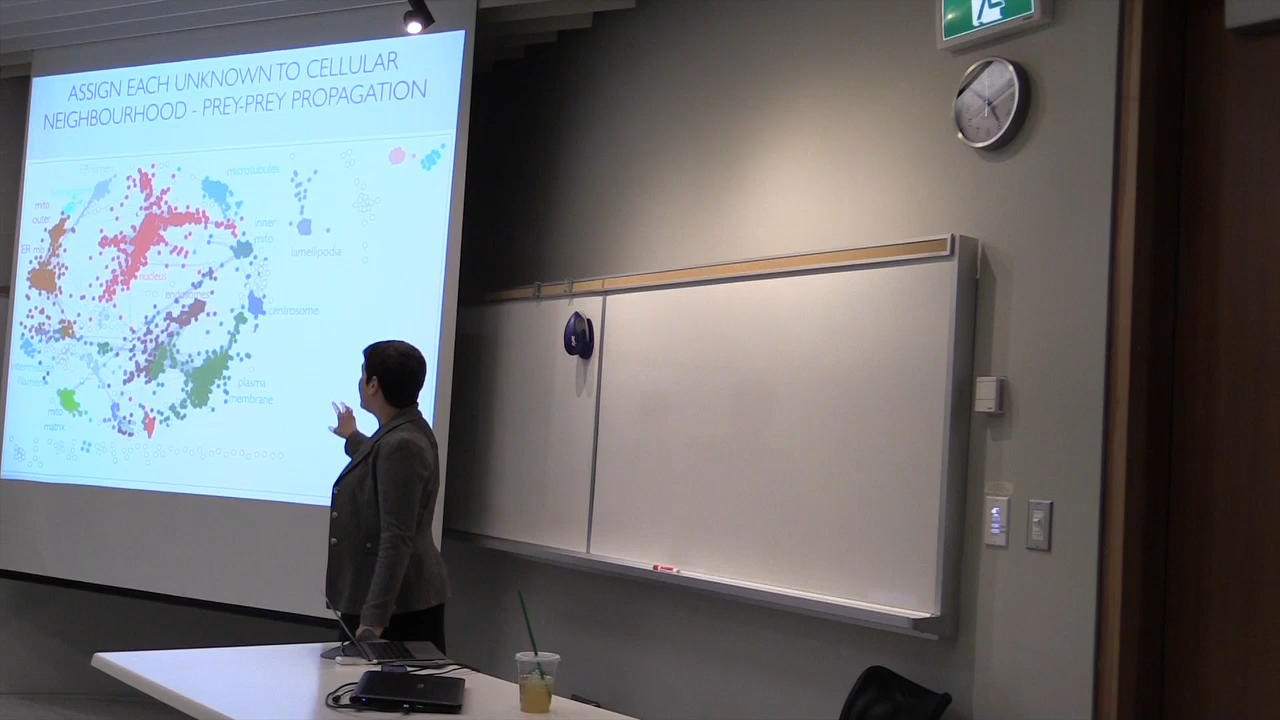 ASSIGN EACH UNKNOWN TO CELLULAR
NEIGHBOURHOOD - PREY-PREY PROPAGATION
microtubules
mito
outer
inner
mito
lamellipodia
nucleus
endosomes
centrosome
plasma
membrane
mito
matrix